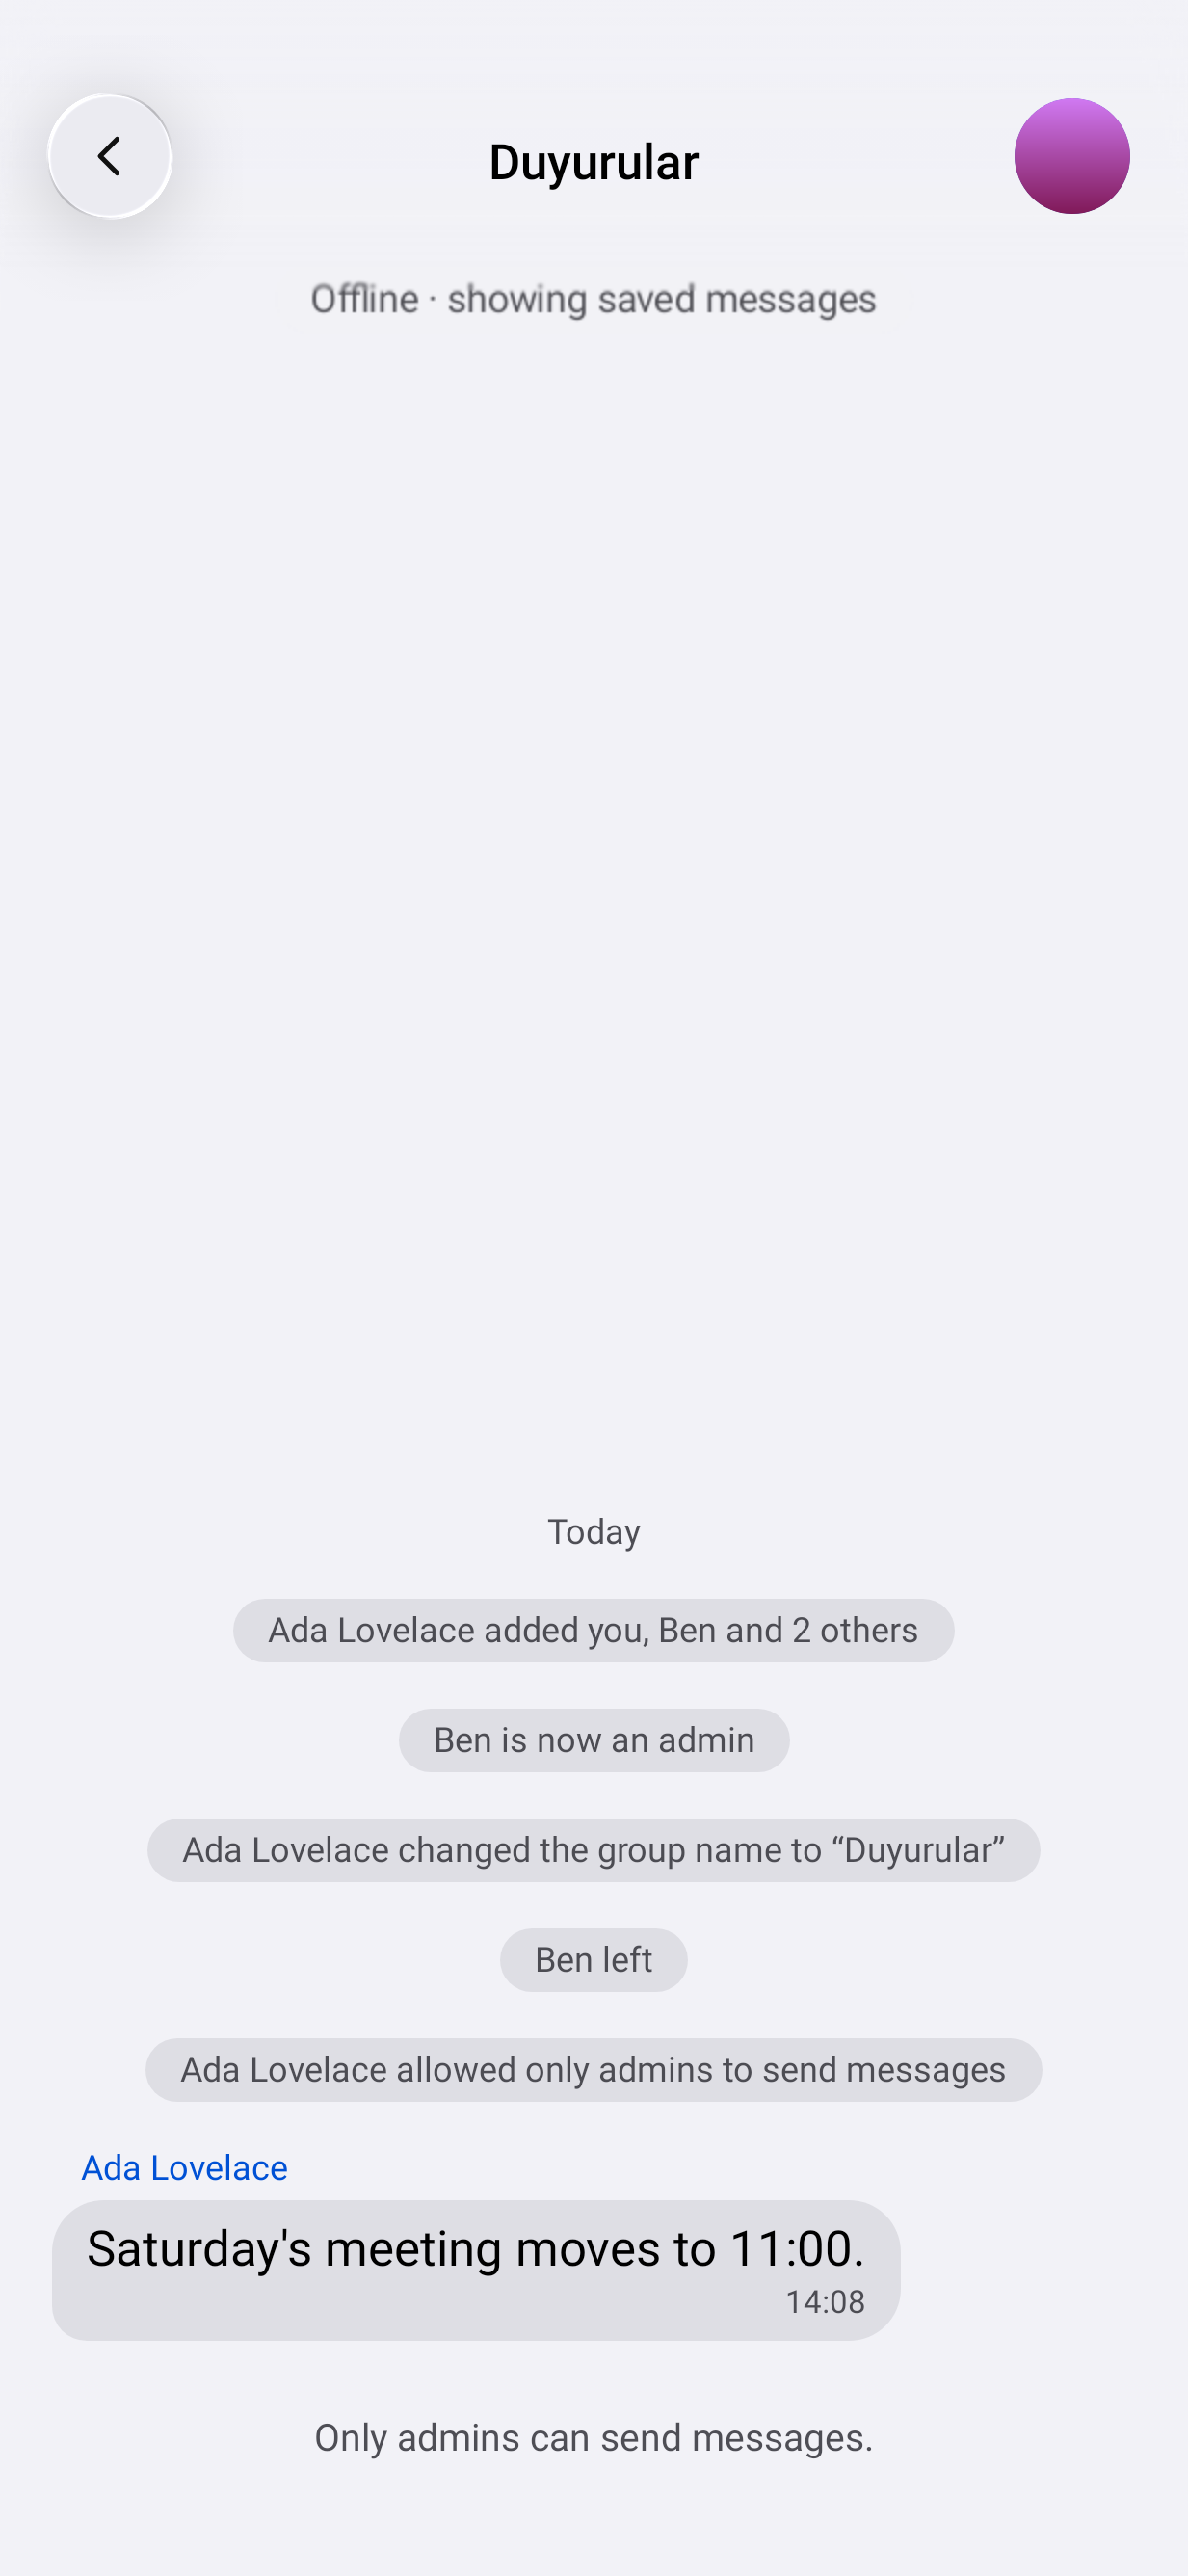 Duyurular
Offline · showing saved messages
Today
Ada Lovelace added you, Ben and 2 others
Ben is now an admin
Ada Lovelace changed the group name to “Duyurular”
Ben left
Ada Lovelace allowed only admins to send messages
Ada Lovelace
Saturday's meeting moves to 11:00.
14:08
Only admins can send messages.